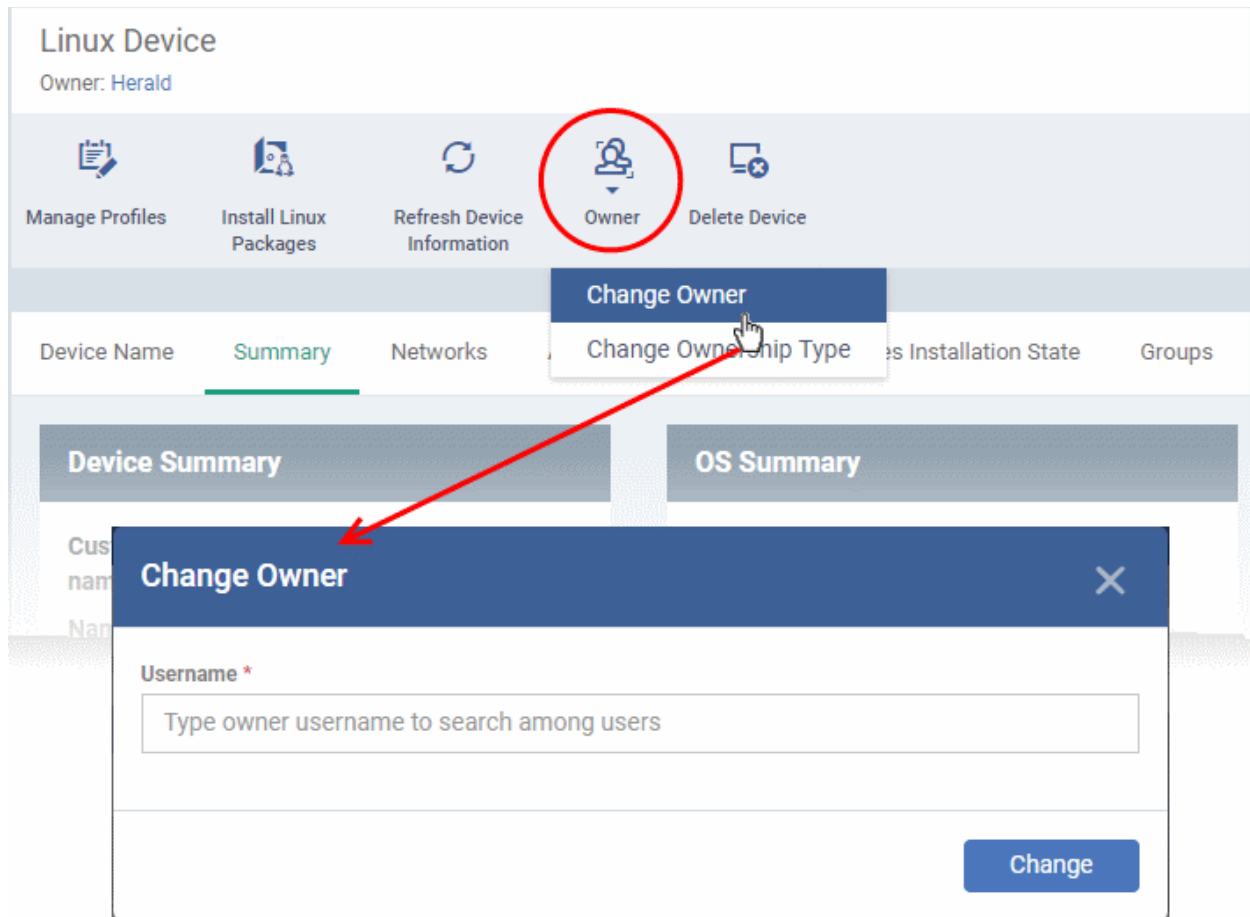 Linux Device
Owner: Herald
Manage Profiles
Install Linux
Packages
Refresh Device
Information
Owner
Delete Device
Change Owner
Change Ownership Type
Device Name
Summary
Networks
Installation State
Groups
Device Summary
OS Summary
Change Owner
Username *
Type owner username to search among users
Change